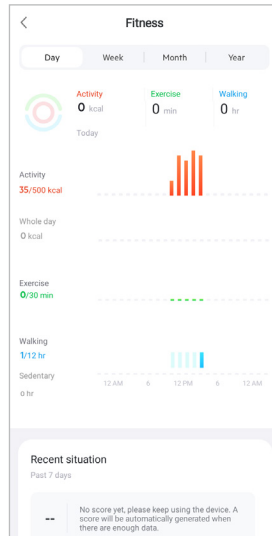 Fitness
Day Week Month Year
Activity Exercise Walking
0 kcal 0 min 0 hr
Today
Activity
35/500 kcal
Whole day
0 kcal
Exercise
0/30 min
Walking
1/12 hr
Sedentary
0 hr
12 AM 6 12 PM 6 12 AM
Recent situation
Past 7 days
-- No score yet, please keep using the device. A
score will be automatically generated when
there are enough data.